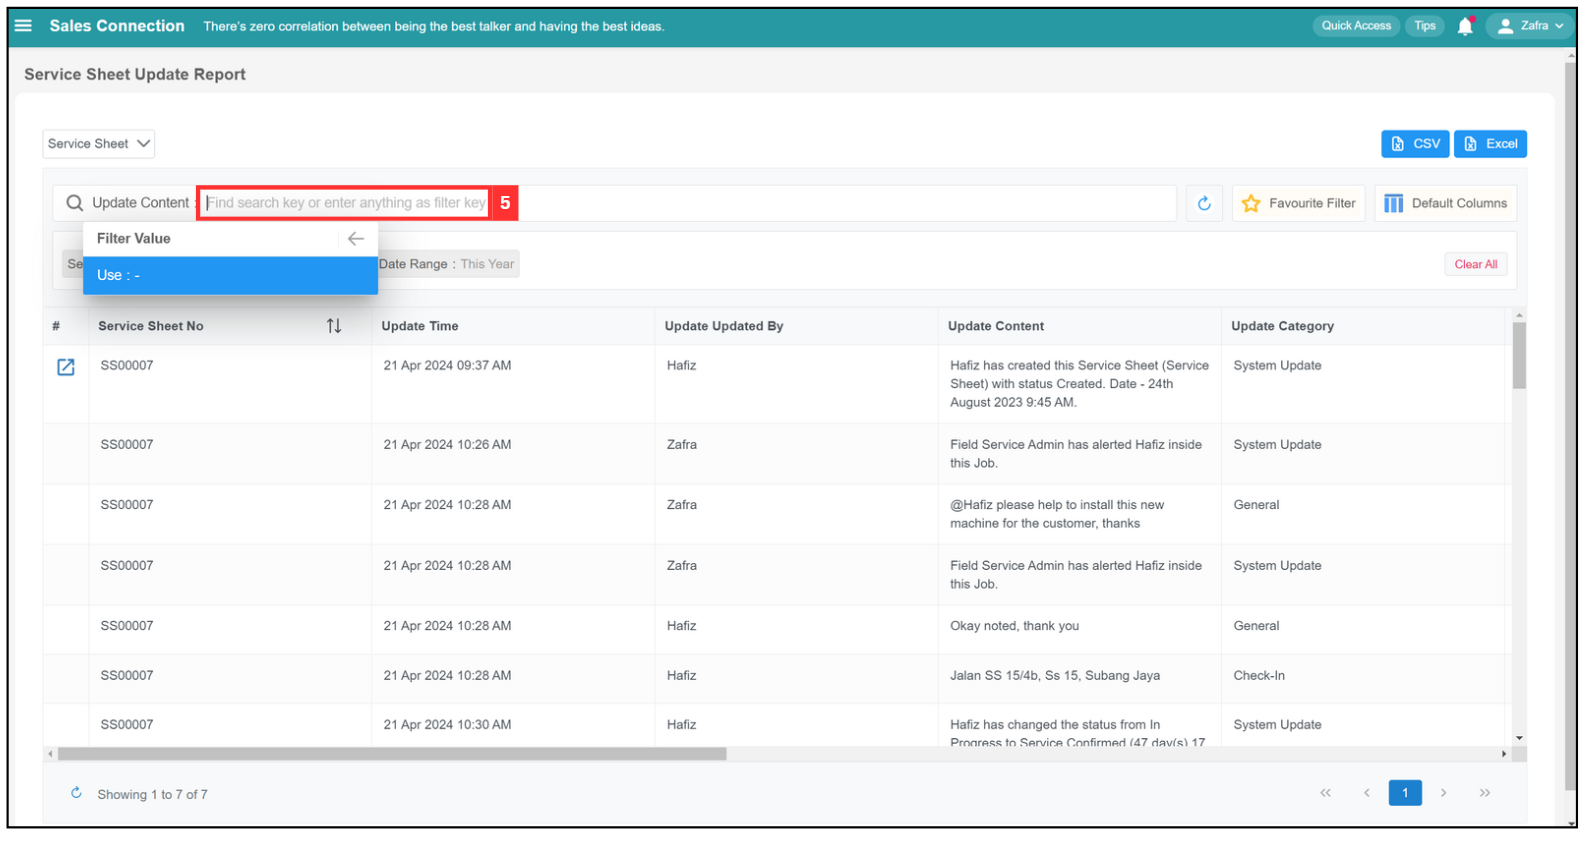 Sales Connection There's zero correlation between being the best talker and having the best ideas. Quick Access Tips Zafra
Service Sheet Update Report
Service Sheet CSV Excel
Update Content : Find search key or enter anything as filter key 5 Favourite Filter Default Columns
Filter Value
Se Date Range : This Year Clear All
Use : -
# Service Sheet No Update Time Update Updated By Update Content Update Category
SS00007 21 Apr 2024 09:37 AM Hafiz Hafiz has created this Service Sheet (Service System Update
Sheet) with status Created. Date - 24th
August 2023 9:45 AM.
SS00007 21 Apr 2024 10:26 AM Zafra Field Service Admin has alerted Hafiz inside System Update
this Job.
SS00007 21 Apr 2024 10:28 AM Zafra @Hafiz please help to install this new General
machine for the customer, thanks
SS00007 21 Apr 2024 10:28 AM Zafra Field Service Admin has alerted Hafiz inside System Update
this Job.
SS00007 21 Apr 2024 10:28 AM Hafiz Okay noted, thank you General
SS00007 21 Apr 2024 10:28 AM Hafiz Jalan SS 15/4b, Ss 15, Subang Jaya Check-In
SS00007 21 Apr 2024 10:30 AM Hafiz Hafiz has changed the status from In System Update
Progress to Service Confirmed (47 day(s) 17
Showing 1 to 7 of 7 << < 1 > >>